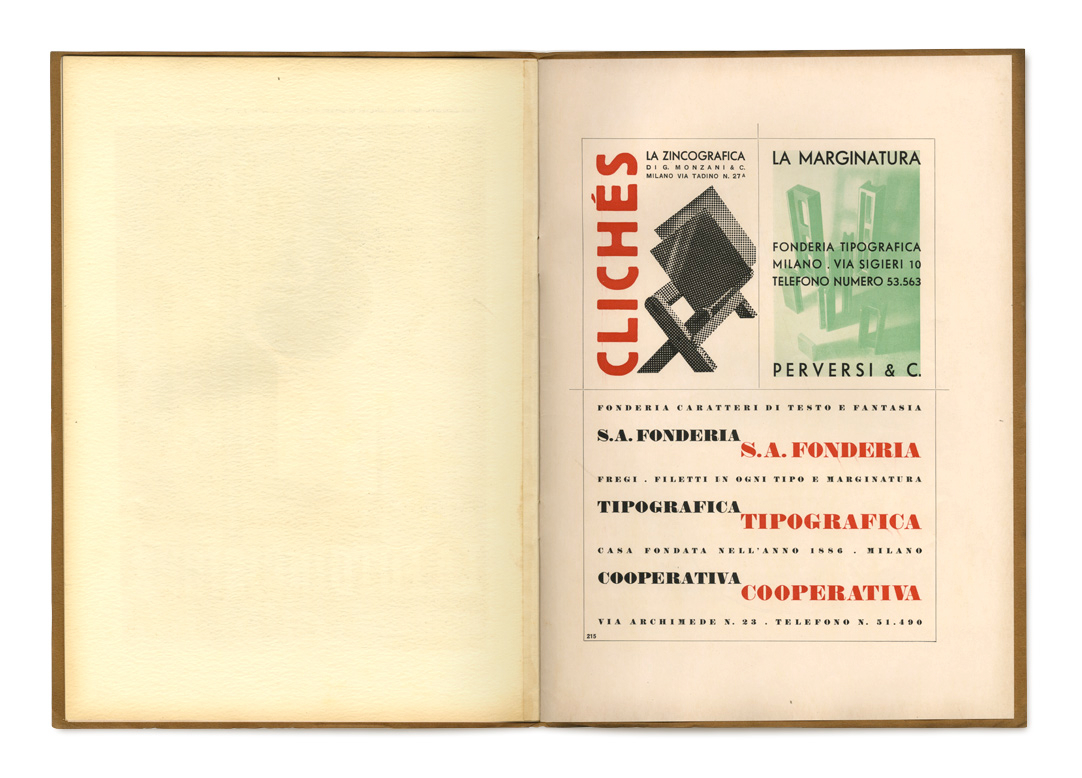 CLICHÉS
LA ZINCOGRAFICA
DI G. MONZANI & C.
MILANO VIA TADINO N. 27A
LA MARGINATURA
FONDERIA TIPOGRAFICA
MILANO . VIA SIGIERI 10
TELEFONO NUMERO 53.563
PERVERSI & C.
FONDERIA CARATTERI DI TESTO E FANTASIA
S.A. FONDERIA
S.A. FONDERIA
FREGI . FILETTI IN OGNI TIPO E MARGINATURA
TIPOGRAFICA
TIPOGRAFICA
CASA FONDATA NELL'ANNO 1886 . MILANO
COOPERATIVA
COOPERATIVA
VIA ARCHIMEDE N. 23 . TELEFONO N. 51.490
215